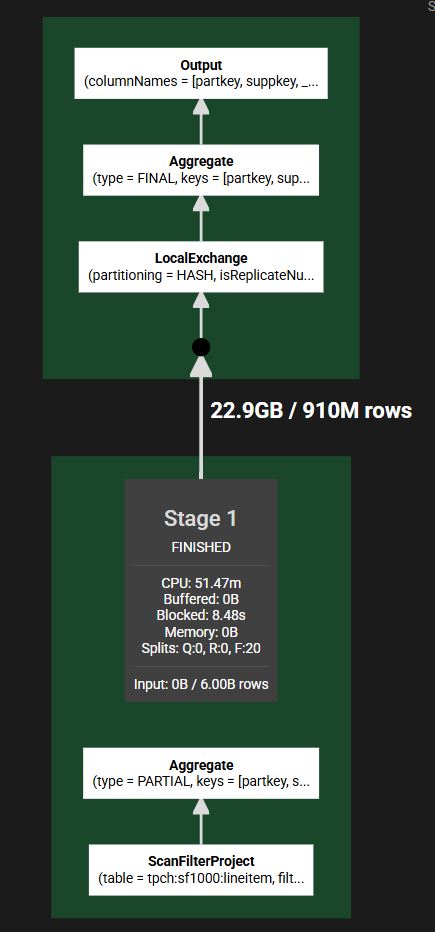 S
Output
(columnNames = [partkey, suppkey, _...
Aggregate
(type = FINAL, keys = [partkey, sup...
LocalExchange
(partitioning = HASH, isReplicateNu...
22.9GB / 910M rows
Stage 1
FINISHED
CPU: 51.47m
Buffered: 0B
Blocked: 8.48s
Memory: 0B
Splits: Q:0, R:0, F:20
Input: 0B / 6.00B rows
Aggregate
(type = PARTIAL, keys = [partkey, s...
ScanFilterProject
(table = tpch:sf1000:lineitem, filt...